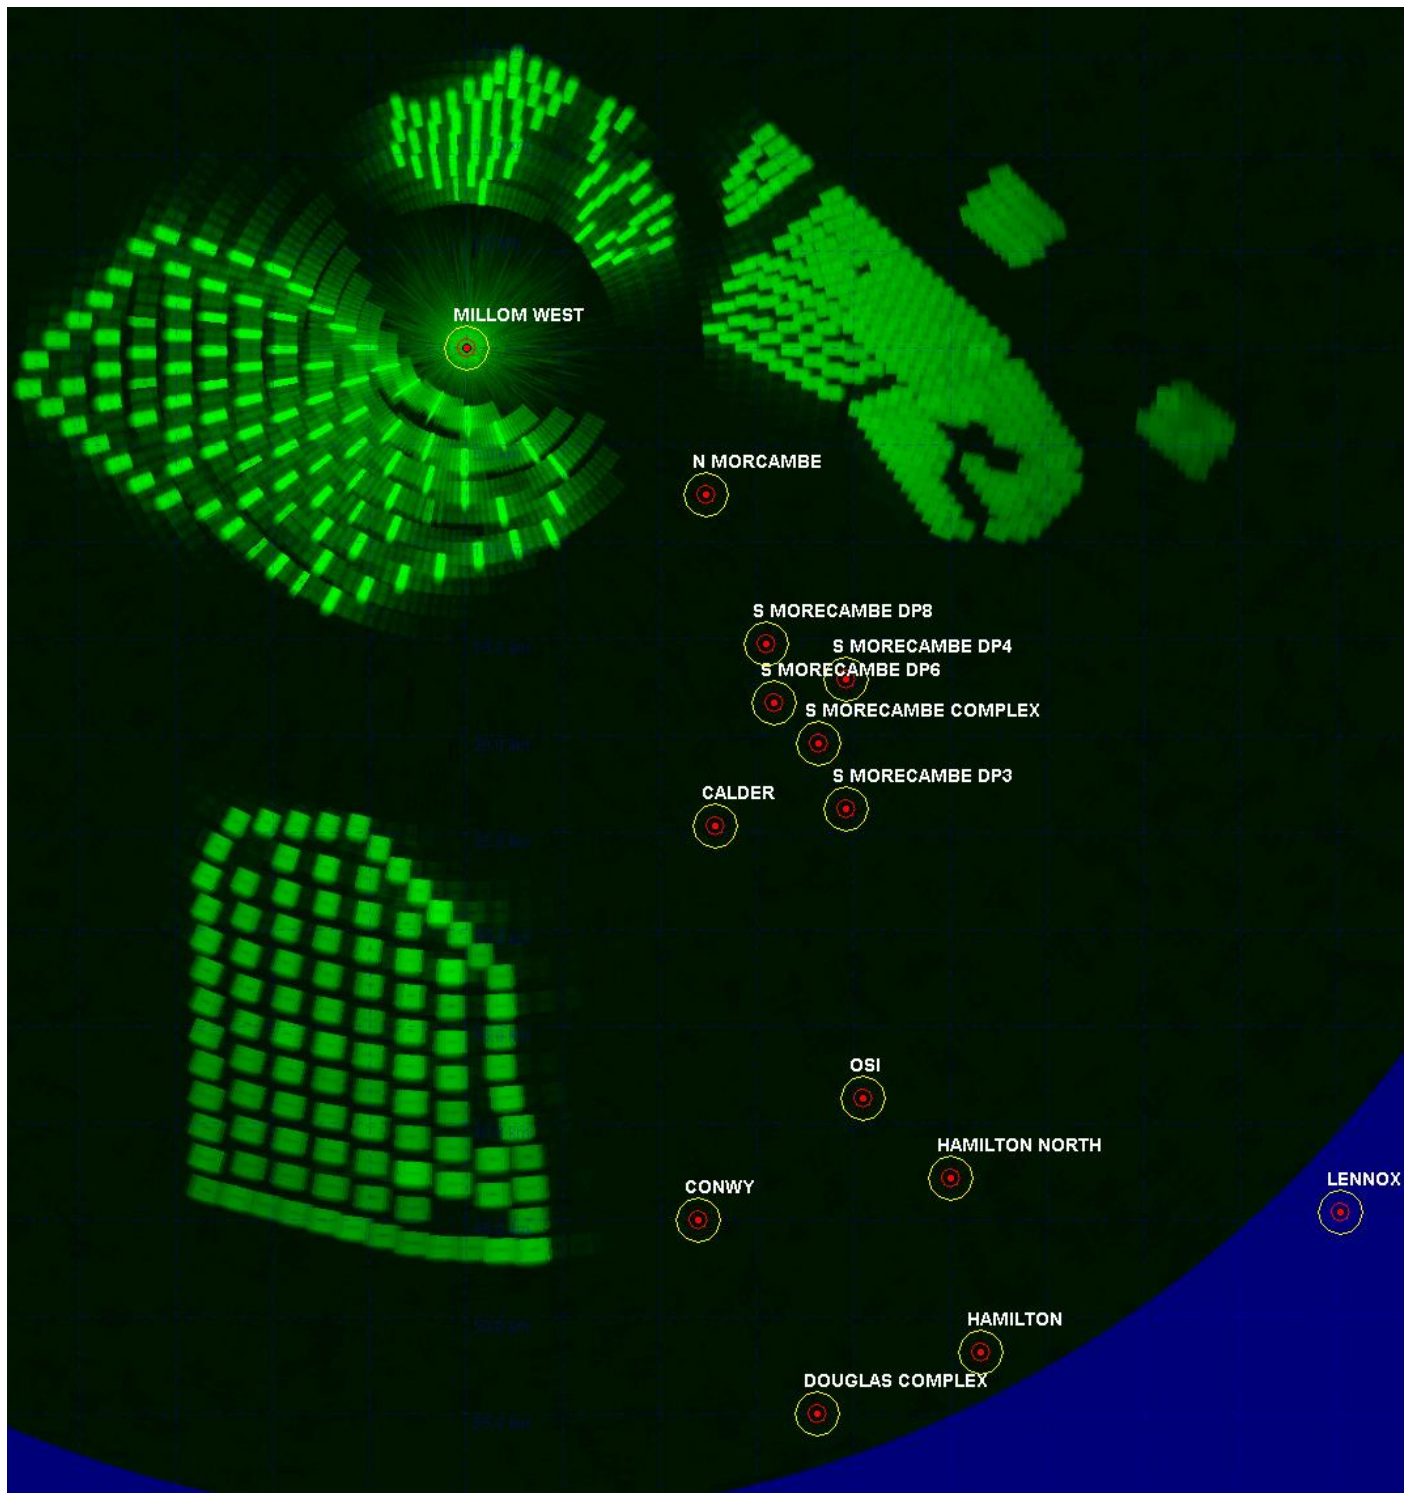 MILLOM WEST
N MORCAMBE
S MORECAMBE DP8
S MORECAMBE DP4
S MORECAMBE DP6
S MORECAMBE COMPLEX
S MORECAMBE DP3
CALDER
OSI
HAMILTON NORTH
CONWY
LENNOX
HAMILTON
DOUGLAS COMPLEX